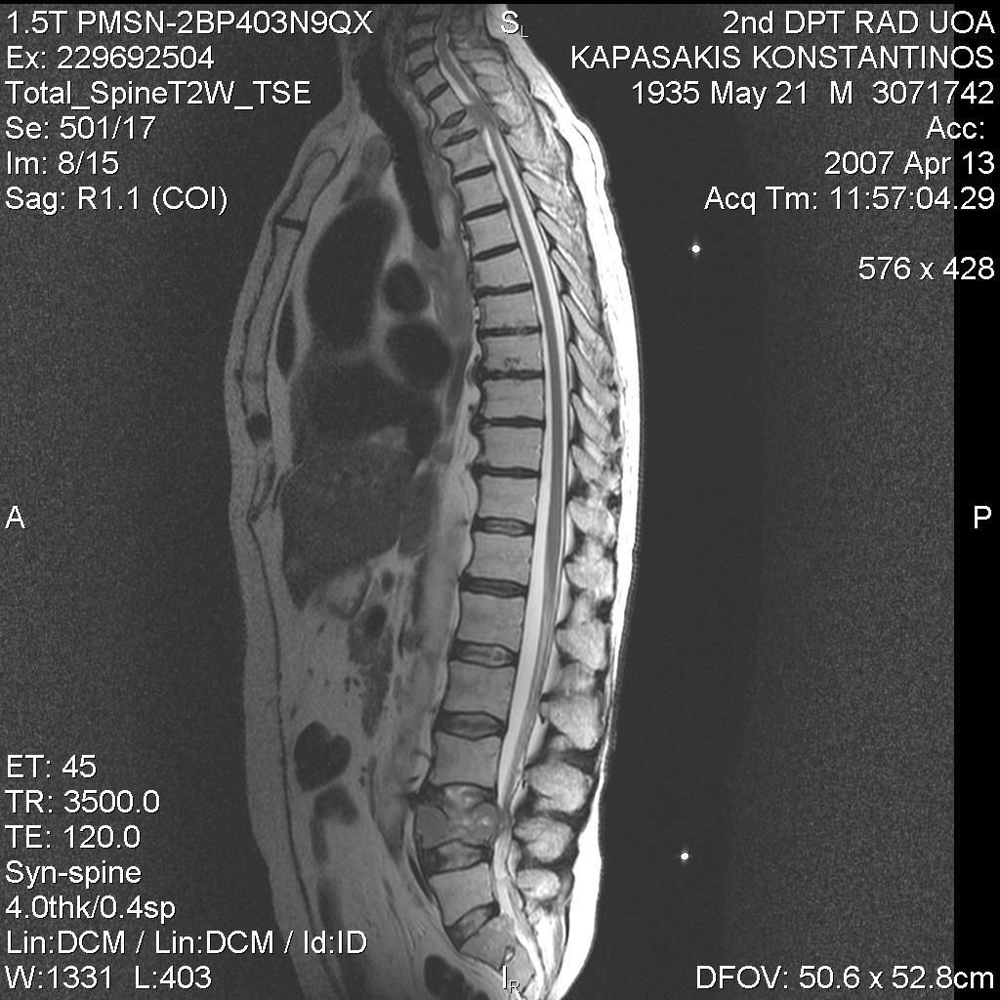 1.5T PMSN-2BP403N9QX
Ex: 229692504
Total_SpineT2W_TSE
Se: 501/17
Im: 8/15
Sag: R1.1 (COI)
SL
2nd DPT RAD UOA
KAPASAKIS KONSTANTINOS
1935 May 21 M 3071742
Acc:
2007 Apr 13
Acq Tm: 11:57:04.29
576 x 428
A
P
ET: 45
TR: 3500.0
TE: 120.0
Syn-spine
4.0thk/0.4sp
Lin:DCM / Lin:DCM / Id:ID
W:1331 L:403
IR
DFOV: 50.6 x 52.8cm